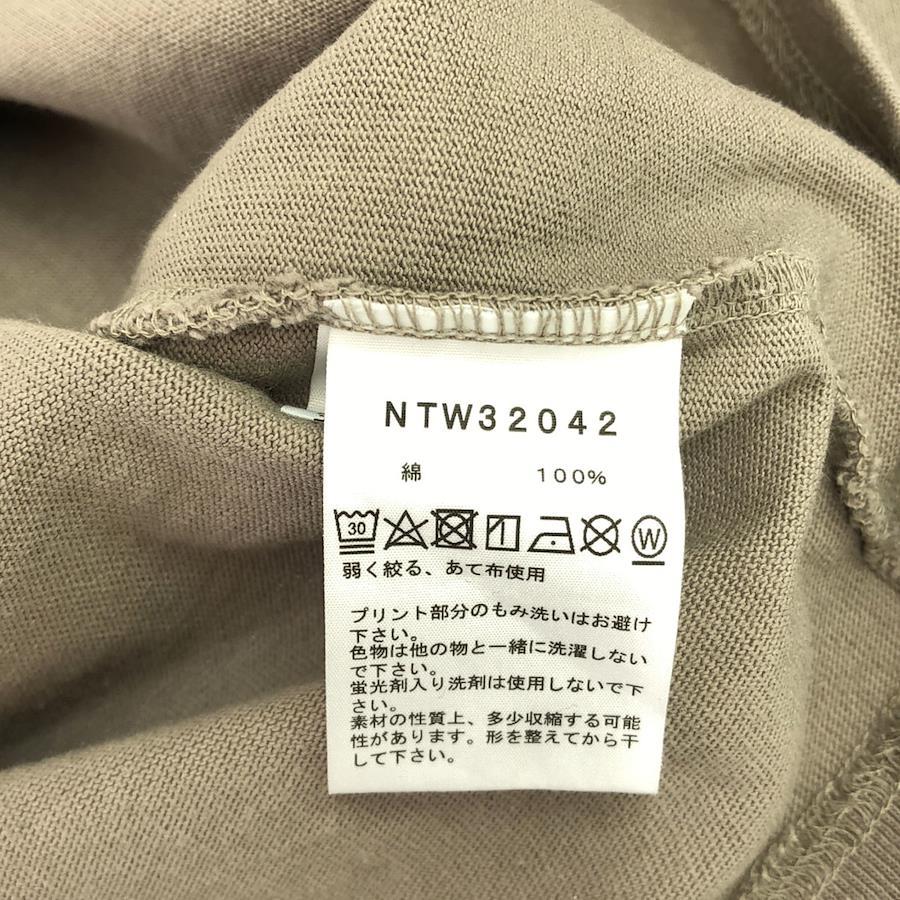 NTW32042
綿 100%
30 W
弱く絞る、あて布使用
プリント部分のもみ洗いはお避け
下さい。
色物は他の物と一緒に洗濯しない
で下さい。
蛍光剤入り洗剤は使用しないで下
さい。
素材の性質上、多少収縮する可能
性があります。形を整えてから干
して下さい。